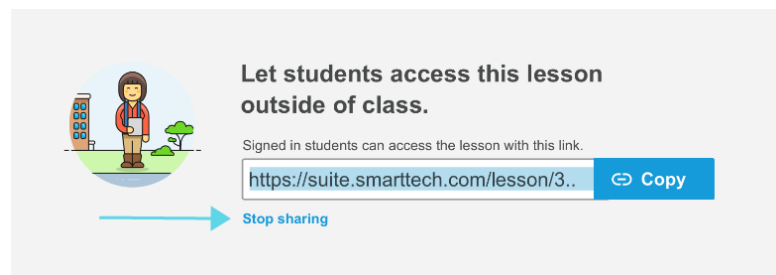 Let students access this lesson
outside of class.
Signed in students can access the lesson with this link.
https://suite.smarttech.com/lesson/3..
Copy
Stop sharing